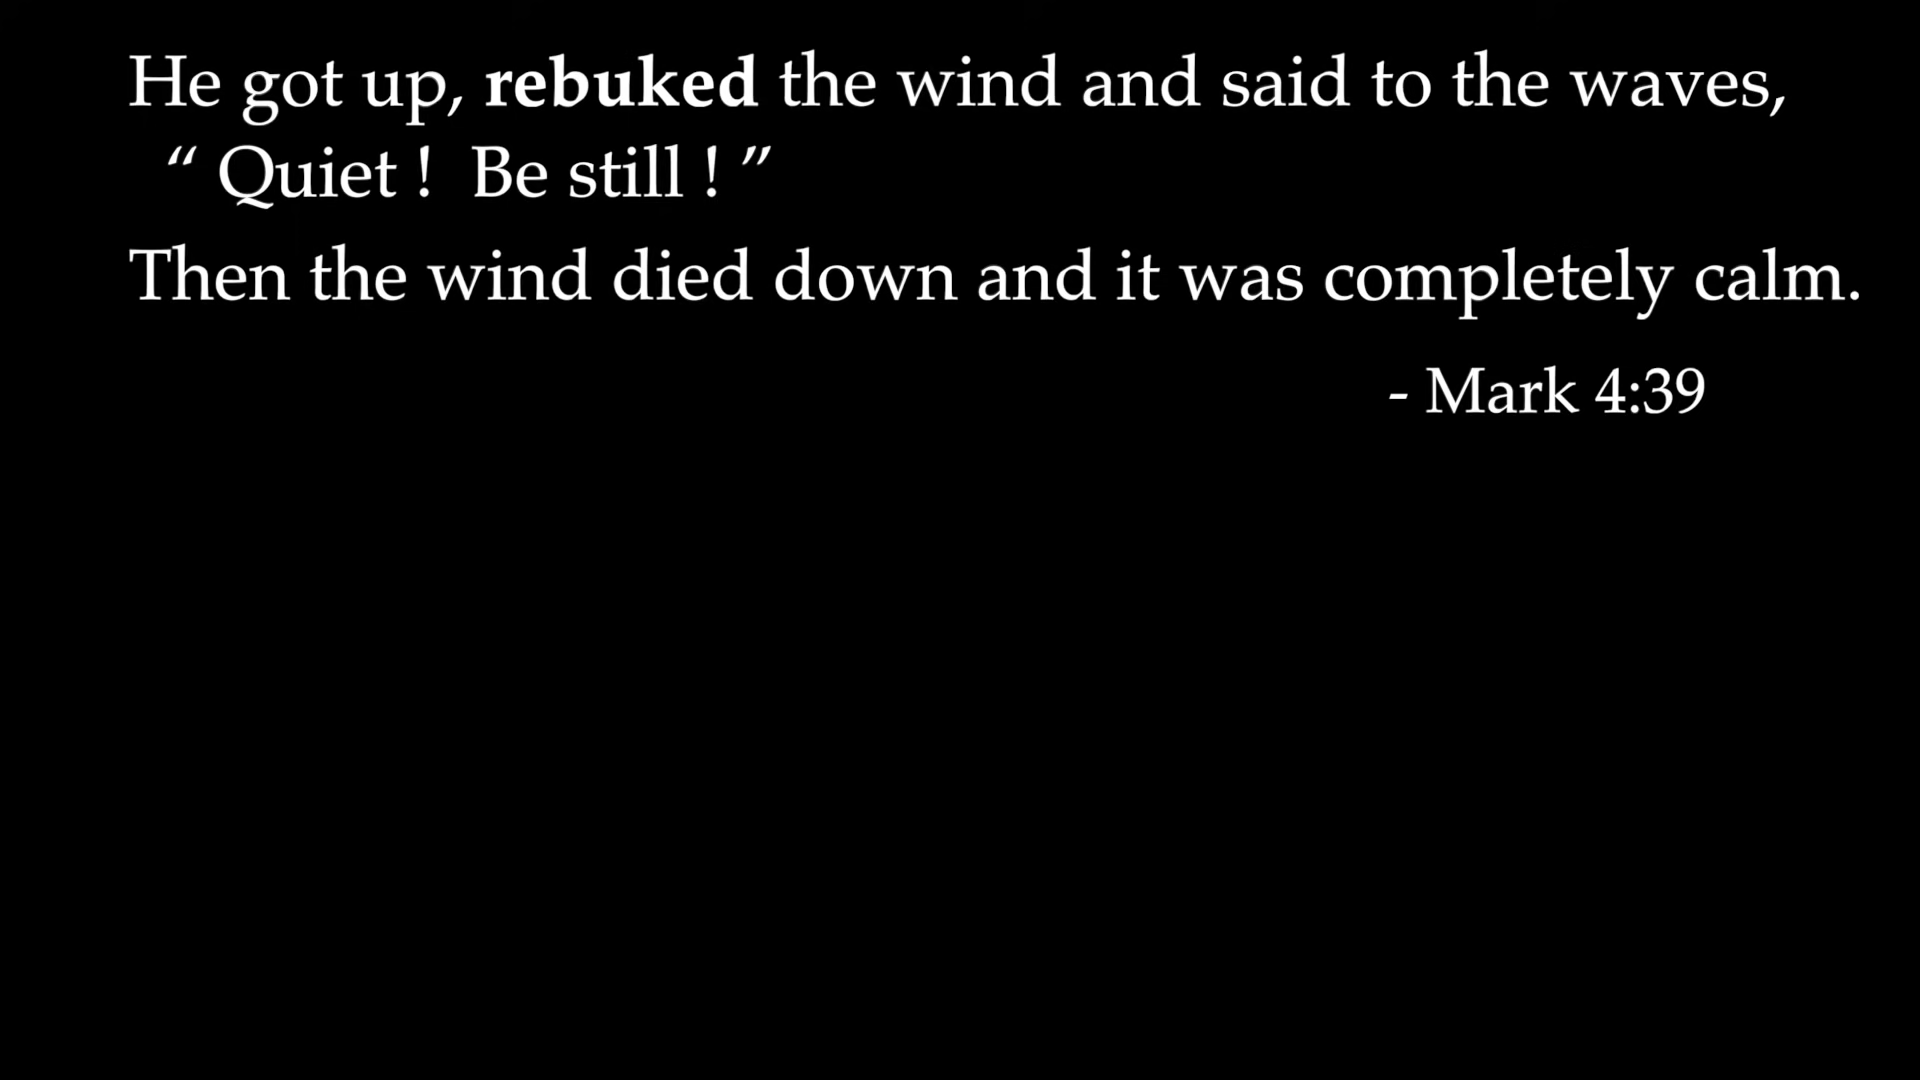 He got up, rebuked the wind and said to the waves,
“ Quiet !  Be still ! ”
Then the wind died down and it was completely calm.
- Mark 4:39